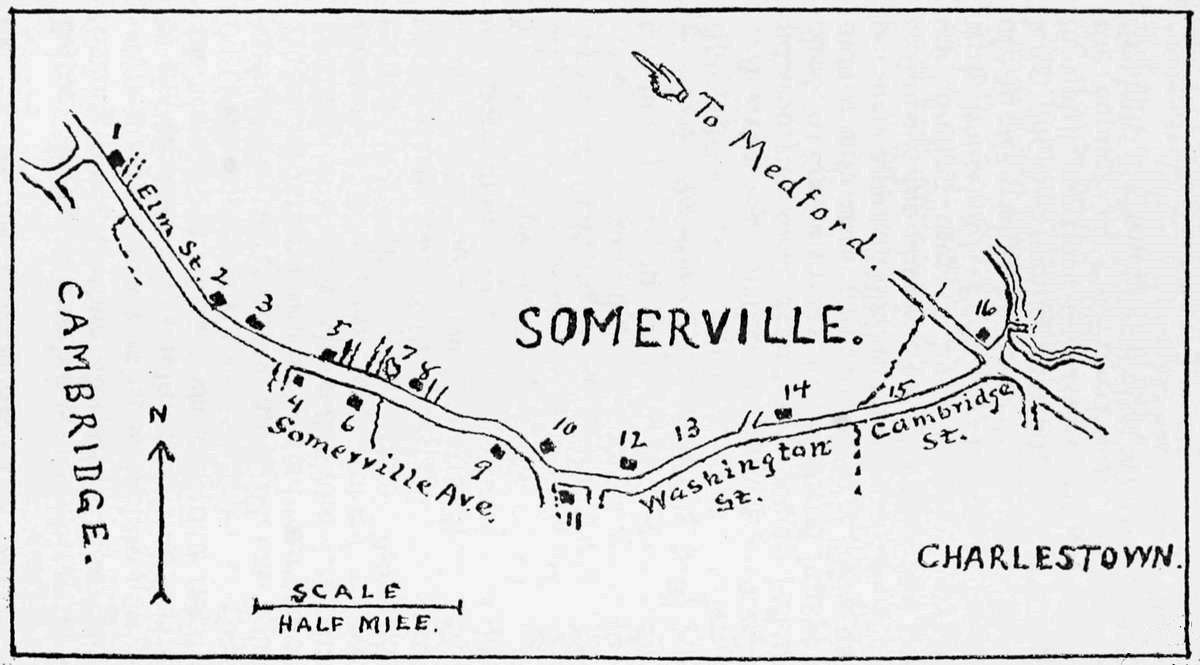 To Medford.
1
Elm St.
2
3
5
7
8
4
6
Somerville Ave.
9
10
11
12
13
14
15
16
SOMERVILLE.
Washington
St.
Cambridge
St.
CAMBRIDGE.
N
CHARLESTOWN.
SCALE
HALF MILE.